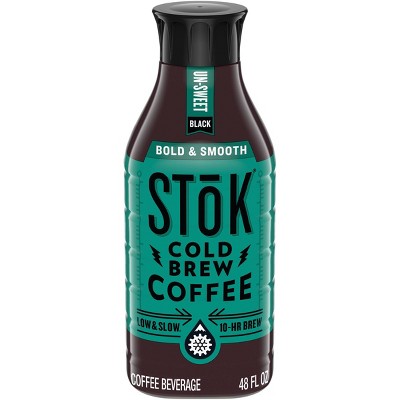 UN-SWEET
BLACK
BOLD & SMOOTH
STōK
COLD
BREW
COFFEE
LOW & SLOW. 10-HR BREW
COFFEE BEVERAGE 48 FL OZ